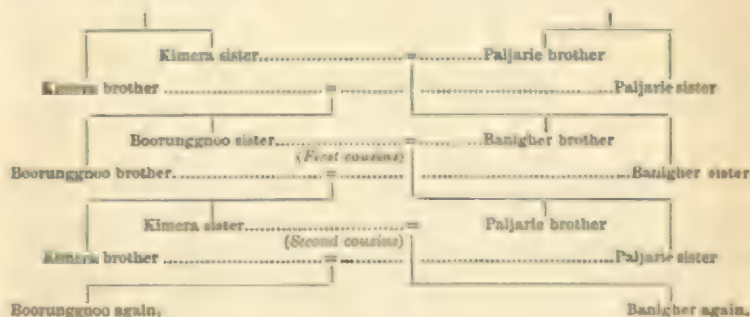 Kimera sister.................... = ............Paljarie brother
Kimera brother ........................ = ............ ........................Paljarie sister
Boorunggnoo sister.................. = ............Banigher brother
(First cousins)
Boorunggnoo brother........................ = ............ ........................Banigher sister
Kimera sister.................... = Paljarie brother
(Second cousins)
Kimera brother ........................ = ............ ........................Paljarie sister
Boorunggnoo again. Banigher again.